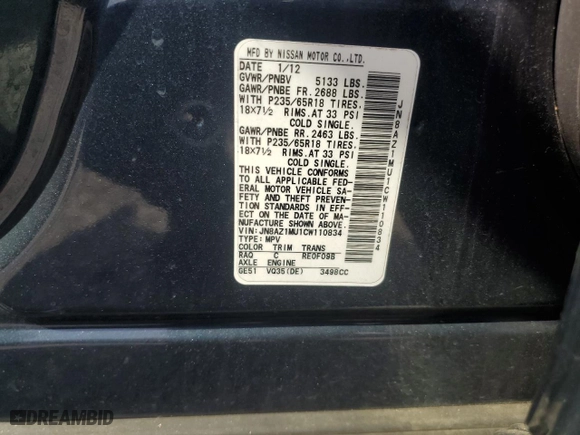 MFD BY NISSAN MOTOR CO.,LTD.
DATE 1/12
GVWR/PNBV 5133 LBS.
GAWR/PNBE FR. 2688 LBS.
WITH P235/65R18 TIRES.
18X7½ RIMS.AT 33 PSI
COLD SINGLE.
GAWR/PNBE RR. 2463 LBS.
WITH P235/65R18 TIRES.
18X7½ RIMS.AT 33 PSI
COLD SINGLE.
THIS VEHICLE CONFORMS
TO ALL APPLICABLE FED-
ERAL MOTOR VEHICLE SA-
FETY AND THEFT PREVEN-
TION STANDARDS IN EFF-
ECT ON THE DATE OF MA-
NUFACTURE SHOWN ABOVE.
VIN: JN8AZ1MU1CW110834
TYPE: MPV
COLOR TRIM TRANS
RAQ C RE0F09B
AXLE ENGINE
GE51 VQ35(DE) 3498CC
JN8AZ1MU1CW110834
DREAMBID